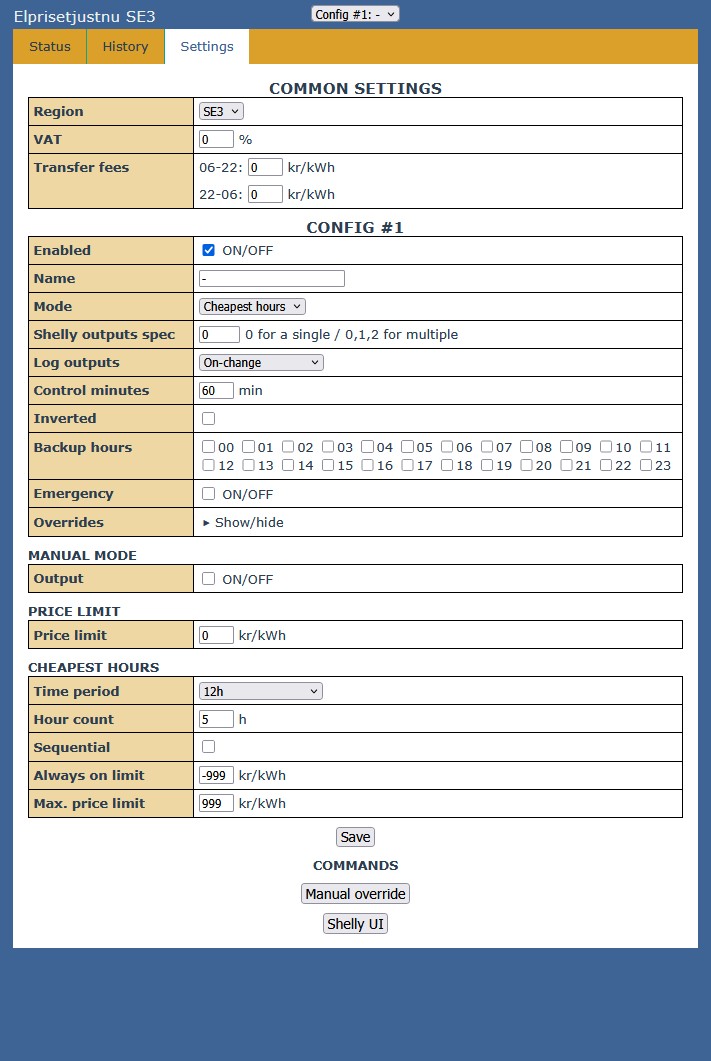 Elprisetjustnu SE3
Config #1: -
Status History Settings
COMMON SETTINGS
Region SE3
VAT 0 %
Transfer fees 06-22: 0 kr/kWh
22-06: 0 kr/kWh
CONFIG #1
Enabled ON/OFF
Name -
Mode Cheapest hours
Shelly outputs spec 0 0 for a single / 0,1,2 for multiple
Log outputs On-change
Control minutes 60 min
Inverted
Backup hours 00 01 02 03 04 05 06 07 08 09 10 11
12 13 14 15 16 17 18 19 20 21 22 23
Emergency ON/OFF
Overrides ▸ Show/hide
MANUAL MODE
Output ON/OFF
PRICE LIMIT
Price limit 0 kr/kWh
CHEAPEST HOURS
Time period 12h
Hour count 5 h
Sequential
Always on limit -999 kr/kWh
Max. price limit 999 kr/kWh
Save
COMMANDS
Manual override
Shelly UI